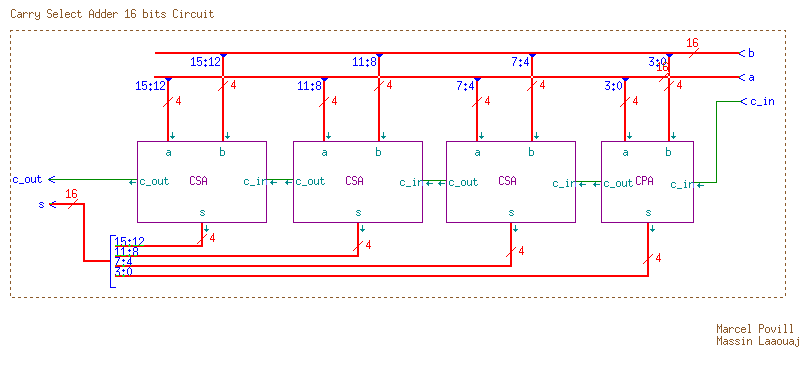 Carry Select Adder 16 bits Circuit
16
b
15:12 11:8 7:4 3:0
16
a
15:12 4 11:8 4 7:4 4 3:0 4
4 4 4 4
c_in
a b a b a b a b
c_out c_out CSA c_in c_out CSA c_in c_out CSA c_in c_out CPA c_in
s 16
s s s s
15:12 4
11:8 4
7:4 4
3:0 4
Marcel Povill
Massin Laaouaj